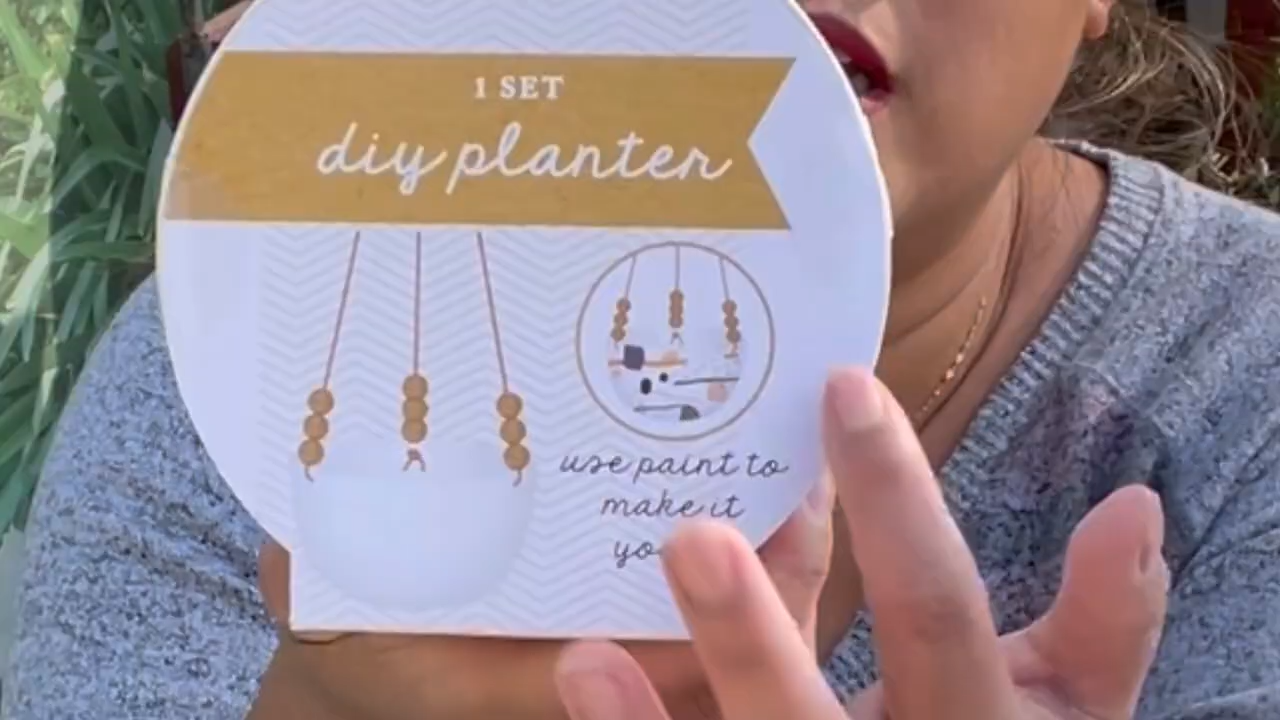 1 SET
diy planter
use paint to
make it